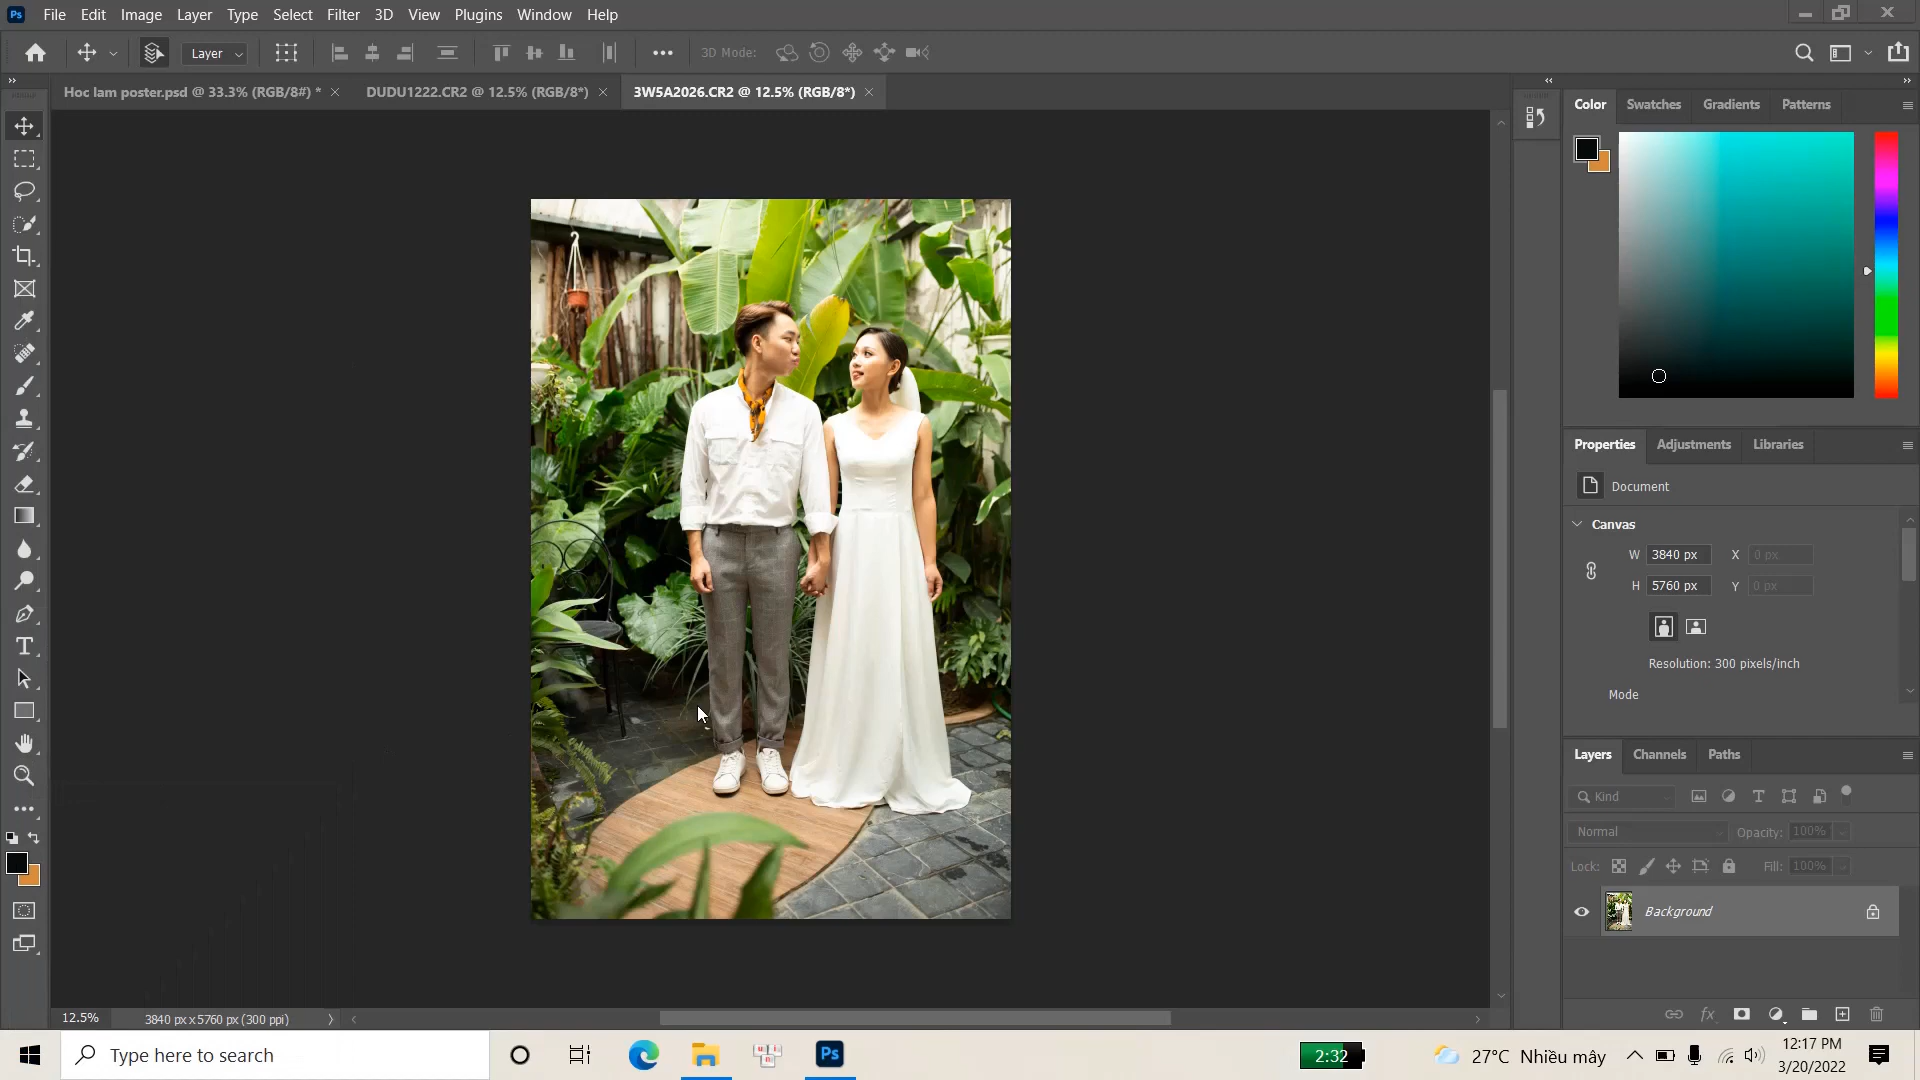 Ps File Edit Image Layer Type Select Filter 3D View Plugins Window Help
Layer 3D Mode:
Hoc lam poster.psd @ 33.3% (RGB/8#) * DUDU1222.CR2 @ 12.5% (RGB/8*) 3W5A2026.CR2 @ 12.5% (RGB/8*)
Color Swatches Gradients Patterns
Properties Adjustments Libraries
Document
Canvas
W 3840 px X 0 px
H 5760 px Y 0 px
Resolution: 300 pixels/inch
Mode
Layers Channels Paths
Kind
Normal Opacity: 100%
Lock: Fill: 100%
Background
12.5% 3840 px x 5760 px (300 ppi)
Type here to search
Ps
2:32
27°C Nhiều mây
12:17 PM
3/20/2022